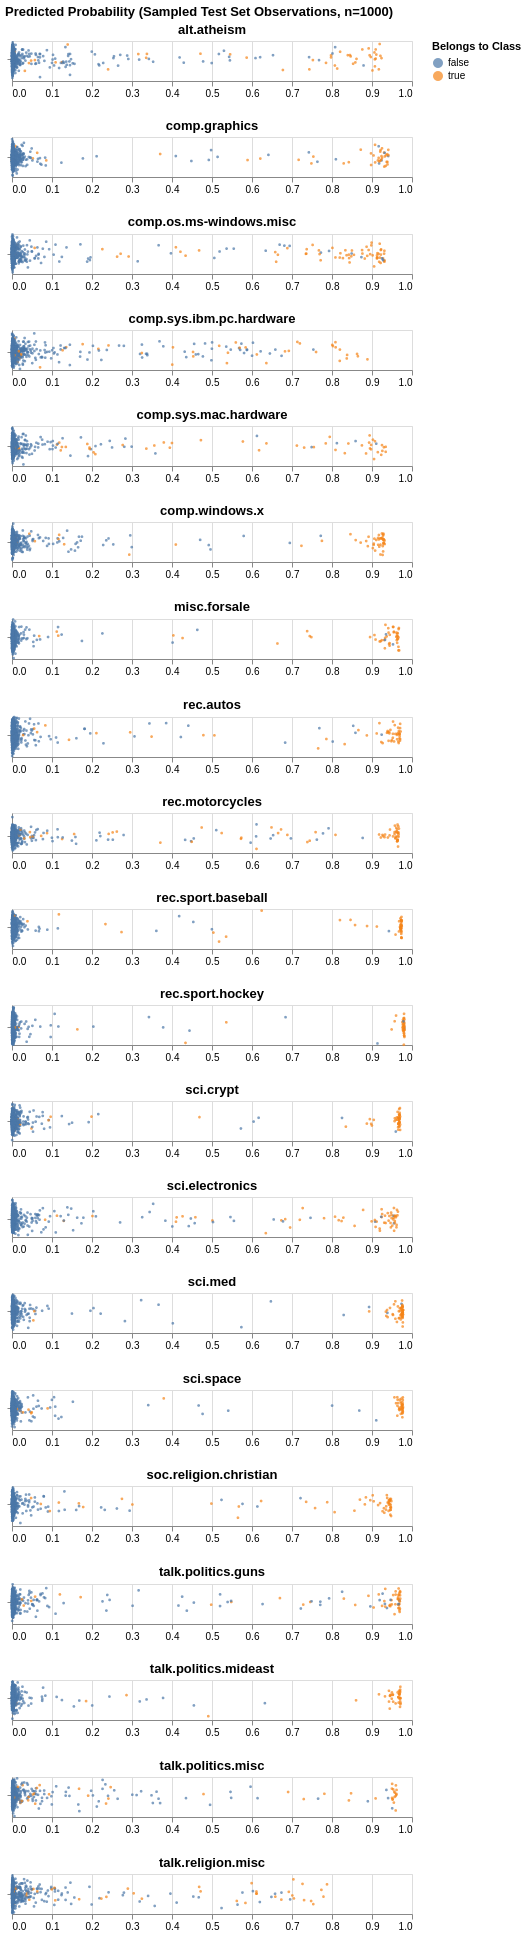 Predicted Probability (Sampled Test Set Observations, n=1000)
alt.atheism
Belongs to Class
false
true
0.0 0.1 0.2 0.3 0.4 0.5 0.6 0.7 0.8 0.9 1.0
comp.graphics
0.0 0.1 0.2 0.3 0.4 0.5 0.6 0.7 0.8 0.9 1.0
comp.os.ms-windows.misc
0.0 0.1 0.2 0.3 0.4 0.5 0.6 0.7 0.8 0.9 1.0
comp.sys.ibm.pc.hardware
0.0 0.1 0.2 0.3 0.4 0.5 0.6 0.7 0.8 0.9 1.0
comp.sys.mac.hardware
0.0 0.1 0.2 0.3 0.4 0.5 0.6 0.7 0.8 0.9 1.0
comp.windows.x
0.0 0.1 0.2 0.3 0.4 0.5 0.6 0.7 0.8 0.9 1.0
misc.forsale
0.0 0.1 0.2 0.3 0.4 0.5 0.6 0.7 0.8 0.9 1.0
rec.autos
0.0 0.1 0.2 0.3 0.4 0.5 0.6 0.7 0.8 0.9 1.0
rec.motorcycles
0.0 0.1 0.2 0.3 0.4 0.5 0.6 0.7 0.8 0.9 1.0
rec.sport.baseball
0.0 0.1 0.2 0.3 0.4 0.5 0.6 0.7 0.8 0.9 1.0
rec.sport.hockey
0.0 0.1 0.2 0.3 0.4 0.5 0.6 0.7 0.8 0.9 1.0
sci.crypt
0.0 0.1 0.2 0.3 0.4 0.5 0.6 0.7 0.8 0.9 1.0
sci.electronics
0.0 0.1 0.2 0.3 0.4 0.5 0.6 0.7 0.8 0.9 1.0
sci.med
0.0 0.1 0.2 0.3 0.4 0.5 0.6 0.7 0.8 0.9 1.0
sci.space
0.0 0.1 0.2 0.3 0.4 0.5 0.6 0.7 0.8 0.9 1.0
soc.religion.christian
0.0 0.1 0.2 0.3 0.4 0.5 0.6 0.7 0.8 0.9 1.0
talk.politics.guns
0.0 0.1 0.2 0.3 0.4 0.5 0.6 0.7 0.8 0.9 1.0
talk.politics.mideast
0.0 0.1 0.2 0.3 0.4 0.5 0.6 0.7 0.8 0.9 1.0
talk.politics.misc
0.0 0.1 0.2 0.3 0.4 0.5 0.6 0.7 0.8 0.9 1.0
talk.religion.misc
0.0 0.1 0.2 0.3 0.4 0.5 0.6 0.7 0.8 0.9 1.0